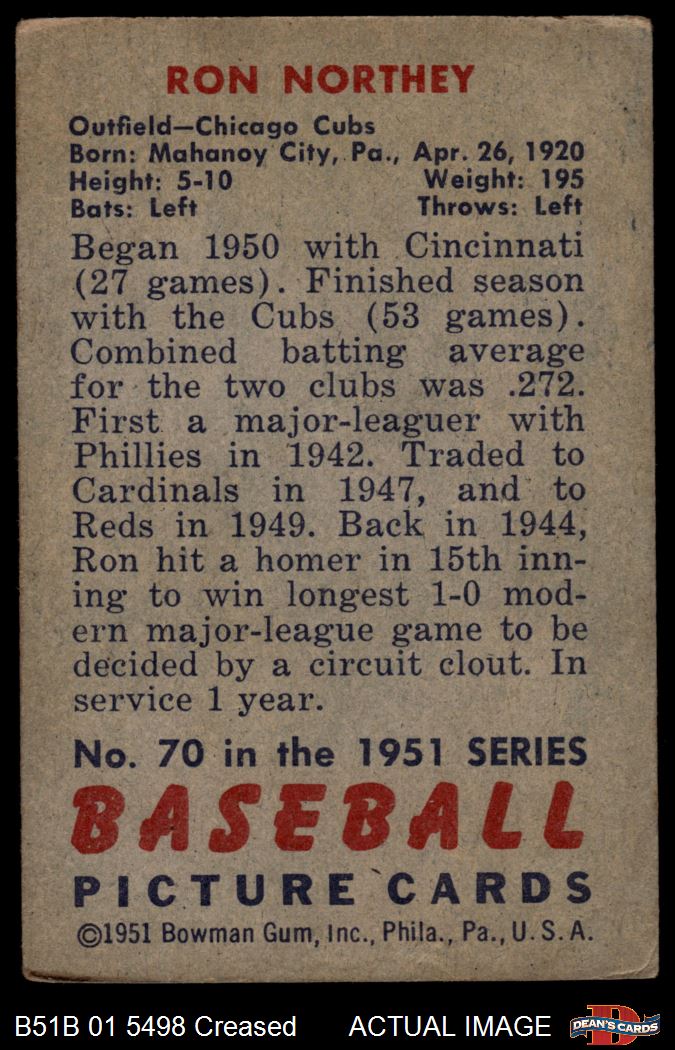 RON NORTHEY
Outfield—Chicago Cubs
Born: Mahanoy City, Pa., Apr. 26, 1920
Height: 5-10 Weight: 195
Bats: Left Throws: Left
Began 1950 with Cincinnati
(27 games). Finished season
with the Cubs (53 games).
Combined batting average
for the two clubs was .272.
First a major-leaguer with
Phillies in 1942. Traded to
Cardinals in 1947, and to
Reds in 1949. Back in 1944,
Ron hit a homer in 15th inn-
ing to win longest 1-0 mod-
ern major-league game to be
decided by a circuit clout. In
service 1 year.
No. 70 in the 1951 SERIES
BASEBALL
PICTURE CARDS
©1951 Bowman Gum, Inc., Phila., Pa., U. S. A.
B51B 01 5498 Creased ACTUAL IMAGE D DEAN'S CARDS